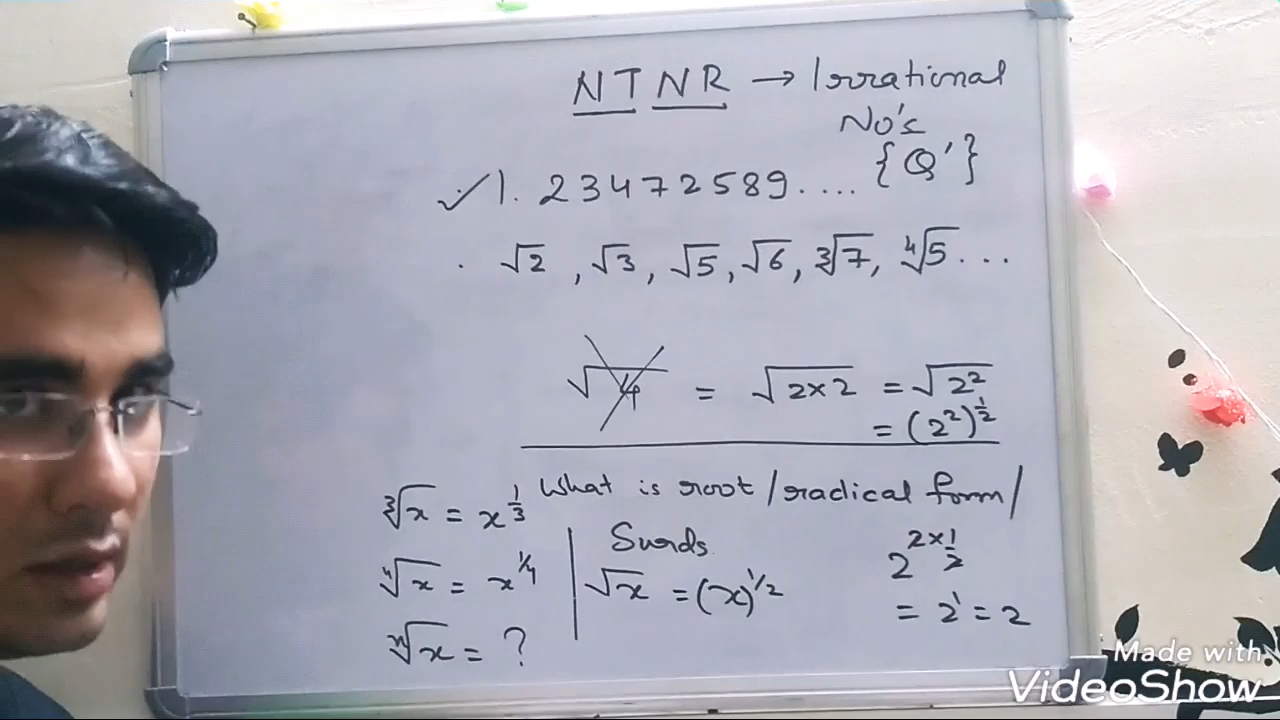 NTNR → Irrational
No's
{Q'}
✓ 1. 23472589....
. √2, √3, √5, √6, ∛7, ∜5...
√4 = √2×2 = √2²
= (2²)^1/2
What is root/radical form/
Surds
√x = (x)^1/2
2^2×1/2
= 2^1 = 2
∛x = x^1/3
∜x = x^1/4
ⁿ√x = ?
Made with
VideoShow